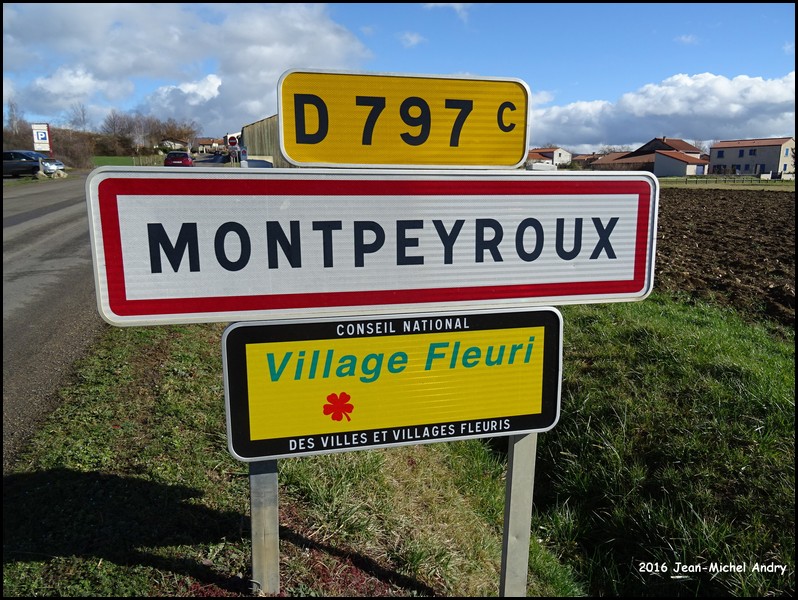 D 797 C
MONTPEYROUX
CONSEIL NATIONAL
Village Fleuri
DES VILLES ET VILLAGES FLEURIS
P
2016 Jean-Michel Andry